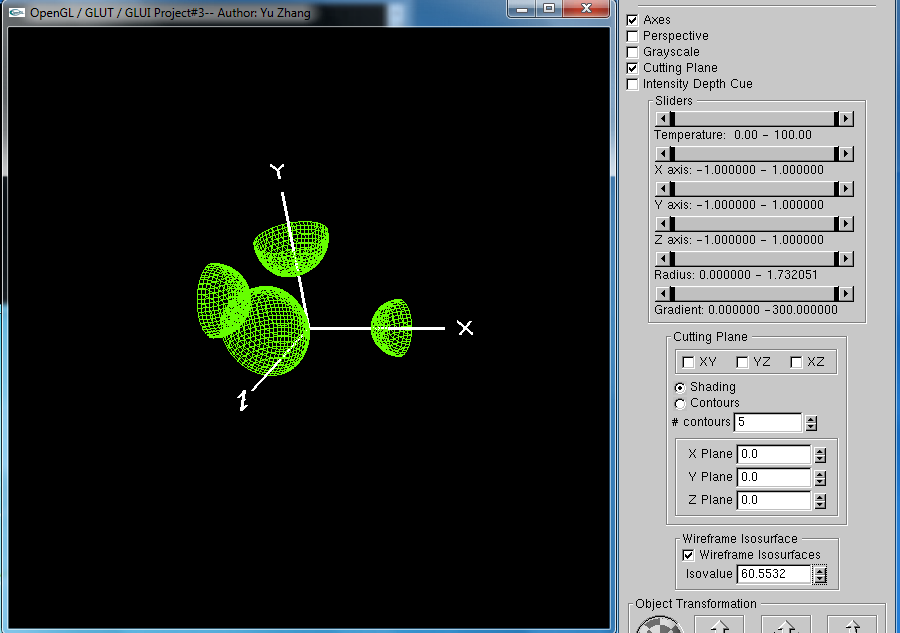 OpenGL / GLUT / GLUI Project#3-- Author: Yu Zhang
Y
X
Z
Axes
Perspective
Grayscale
Cutting Plane
Intensity Depth Cue
Sliders
Temperature: 0.00 - 100.00
X axis: -1.000000 - 1.000000
Y axis: -1.000000 - 1.000000
Z axis: -1.000000 - 1.000000
Radius: 0.000000 - 1.732051
Gradient: 0.000000 -300.000000
Cutting Plane
XY YZ XZ
Shading
Contours
# contours 5
X Plane 0.0
Y Plane 0.0
Z Plane 0.0
Wireframe Isosurface
Wireframe Isosurfaces
Isovalue 60.5532
Object Transformation